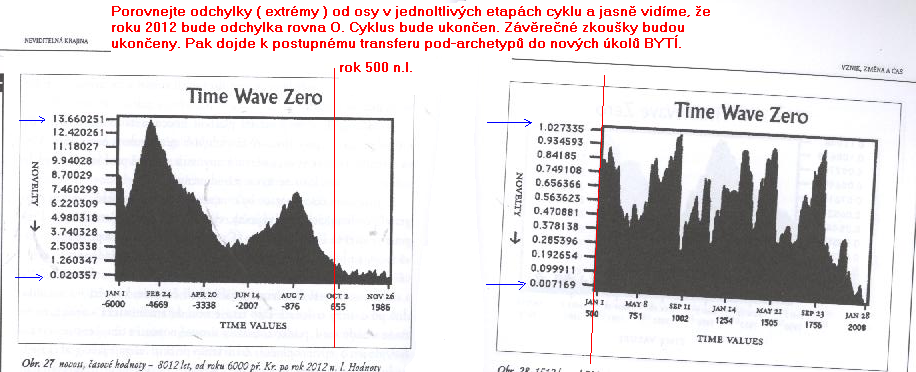 Porovnejte odchylky ( extrémy ) od osy v jednoltlivých etapách cyklu a jasně vidíme, že
roku 2012 bude odchylka rovna O. Cyklus bude ukončen. Závěrečné zkoušky budou
ukončeny. Pak dojde k postupnému transferu pod-archetypů do nových úkolů BYTÍ.
NEVIDITELNÁ KRAJINA
rok 500 n.l.
Time Wave Zero
13.660251
12.420261
11.18027
9.94028
8.70029
7.460299
6.220309
4.980318
3.740328
2.500338
1.260347
0.020357
NOVELTY
JAN 1 FEB 24 APR 20 JUN 14 AUG 7 OCT 2 NOV 26
-6000 -4669 -3338 -2007 -876 655 1986
TIME VALUES
Obr. 27 novost, časové hodnoty – 8012 let, od roku 6000 př. Kr. po rok 2012 n. l. Hodnoty
VZNIK, ZMĚNA A ČAS
Time Wave Zero
1.027335
0.934593
0.84185
0.749108
0.656366
0.563623
0.470881
0.378138
0.285396
0.192654
0.099911
0.007169
NOVELTY
JAN 1 MAY 8 SEP 11 JAN 14 MAY 21 SEP 23 JAN 28
500 751 1002 1254 1505 1756 2008
TIME VALUES
Obr. 28